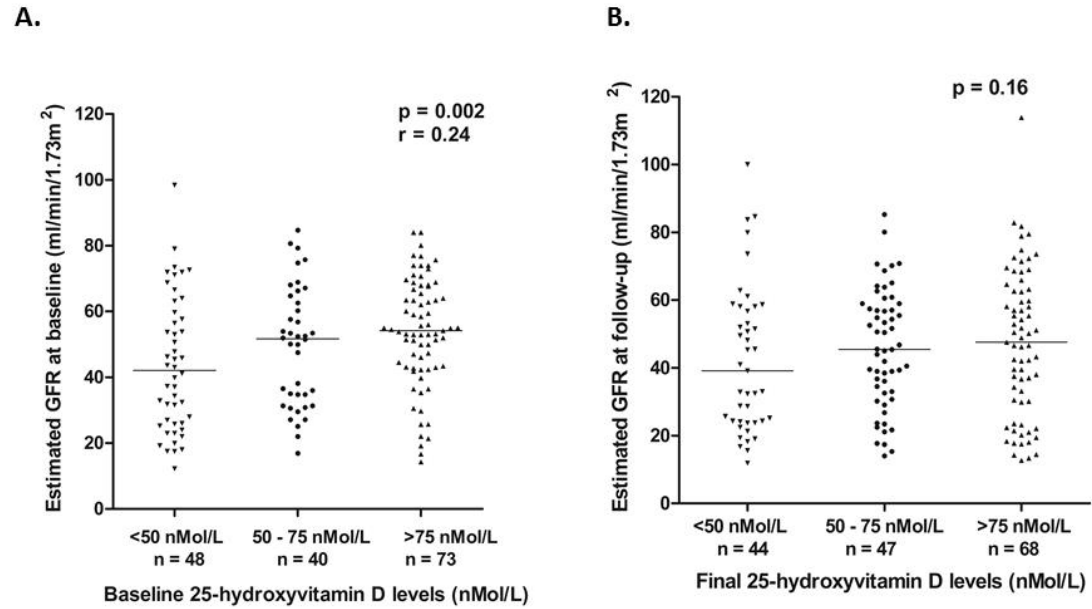 A.
Estimated GFR at baseline (ml/min/1.73m²)
120
100
80
60
40
20
0
p = 0.002
r = 0.24
<50 nMol/L 50 - 75 nMol/L >75 nMol/L
n = 48 n = 40 n = 73
Baseline 25-hydroxyvitamin D levels (nMol/L)
B.
Estimated GFR at follow-up (ml/min/1.73m ²)
120
100
80
60
40
20
0
p = 0.16
<50 nMol/L 50 - 75 nMol/L >75 nMol/L
n = 44 n = 47 n = 68
Final 25-hydroxyvitamin D levels (nMol/L)